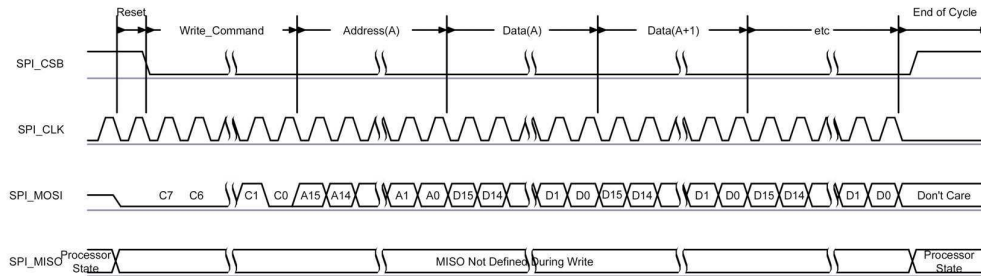 Reset
End of Cycle
Write_Command Address(A) Data(A) Data(A+1) etc
SPI_CSB
SPI_CLK
SPI_MOSI C7 C6 C1 C0 A15 A14 A1 A0 D15 D14 D1 D0 D15 D14 D1 D0 D15 D14 D1 D0 Don't Care
SPI_MISO Processor State MISO Not Defined During Write Processor State